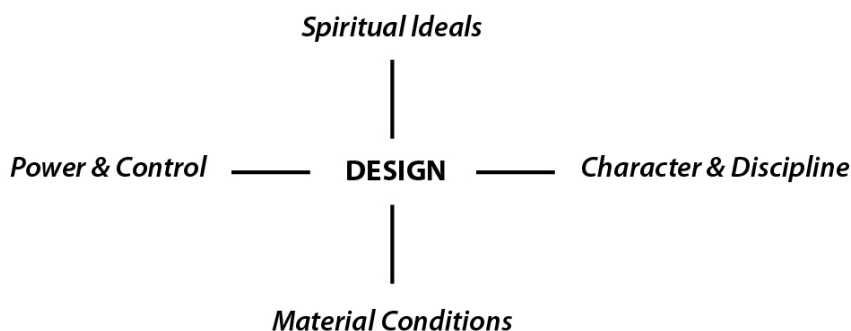 Spiritual Ideals
Power & Control
DESIGN
Character & Discipline
Material Conditions